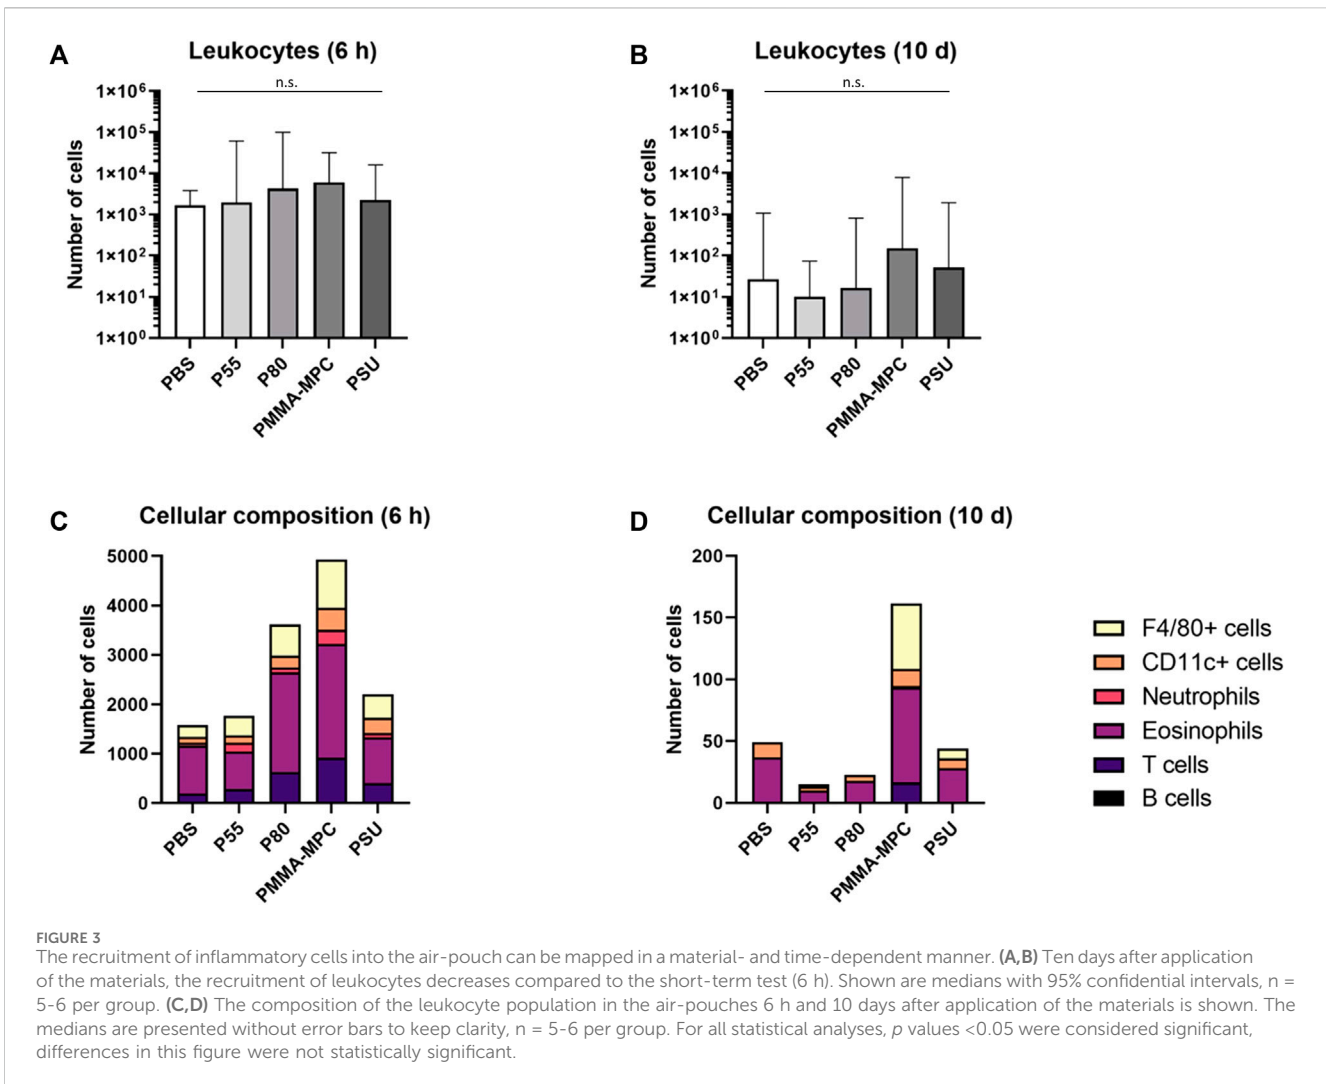 A
Leukocytes (6 h)
n.s.
1×10⁶
1×10⁵
1×10⁴
1×10³
1×10²
1×10¹
1×10⁰
Number of cells
PBS
P55
P80
PMMA-MPC
PSU
B
Leukocytes (10 d)
n.s.
1×10⁶
1×10⁵
1×10⁴
1×10³
1×10²
1×10¹
1×10⁰
Number of cells
PBS
P55
P80
PMMA-MPC
PSU
C
Cellular composition (6 h)
5000
4000
3000
2000
1000
0
Number of cells
PBS
P55
P80
PMMA-MPC
PSU
D
Cellular composition (10 d)
200
150
100
50
0
Number of cells
PBS
P55
P80
PMMA-MPC
PSU
F4/80+ cells
CD11c+ cells
Neutrophils
Eosinophils
T cells
B cells
FIGURE 3
The recruitment of inflammatory cells into the air-pouch can be mapped in a material- and time-dependent manner. (A,B) Ten days after application
of the materials, the recruitment of leukocytes decreases compared to the short-term test (6 h). Shown are medians with 95% confidential intervals, n =
5-6 per group. (C,D) The composition of the leukocyte population in the air-pouches 6 h and 10 days after application of the materials is shown. The
medians are presented without error bars to keep clarity, n = 5-6 per group. For all statistical analyses, p values <0.05 were considered significant,
differences in this figure were not statistically significant.